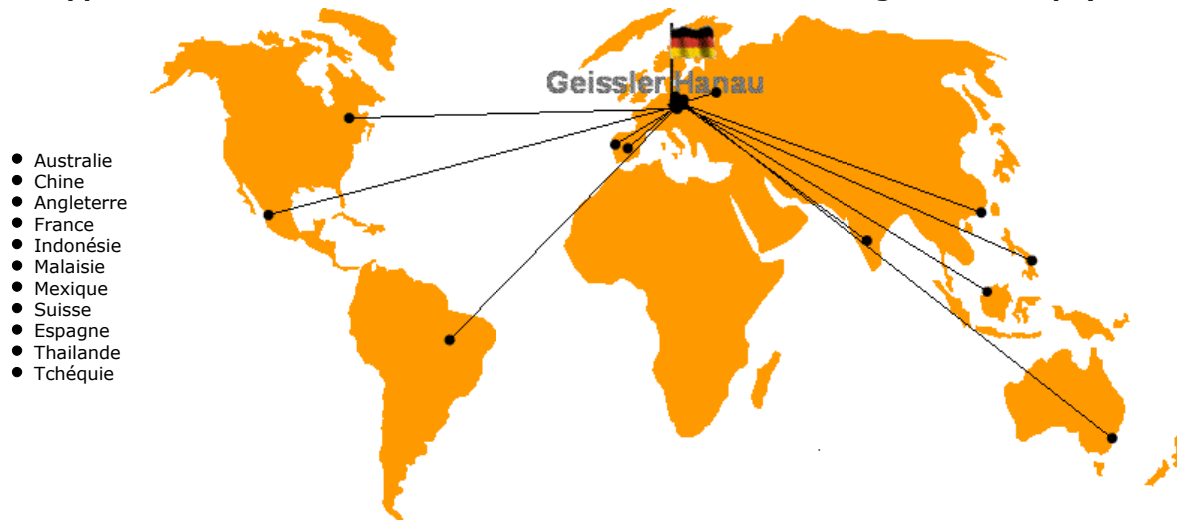 Geissler Hanau
Australie
Chine
Angleterre
France
Indonésie
Malaisie
Mexique
Suisse
Espagne
Thailande
Tchéquie